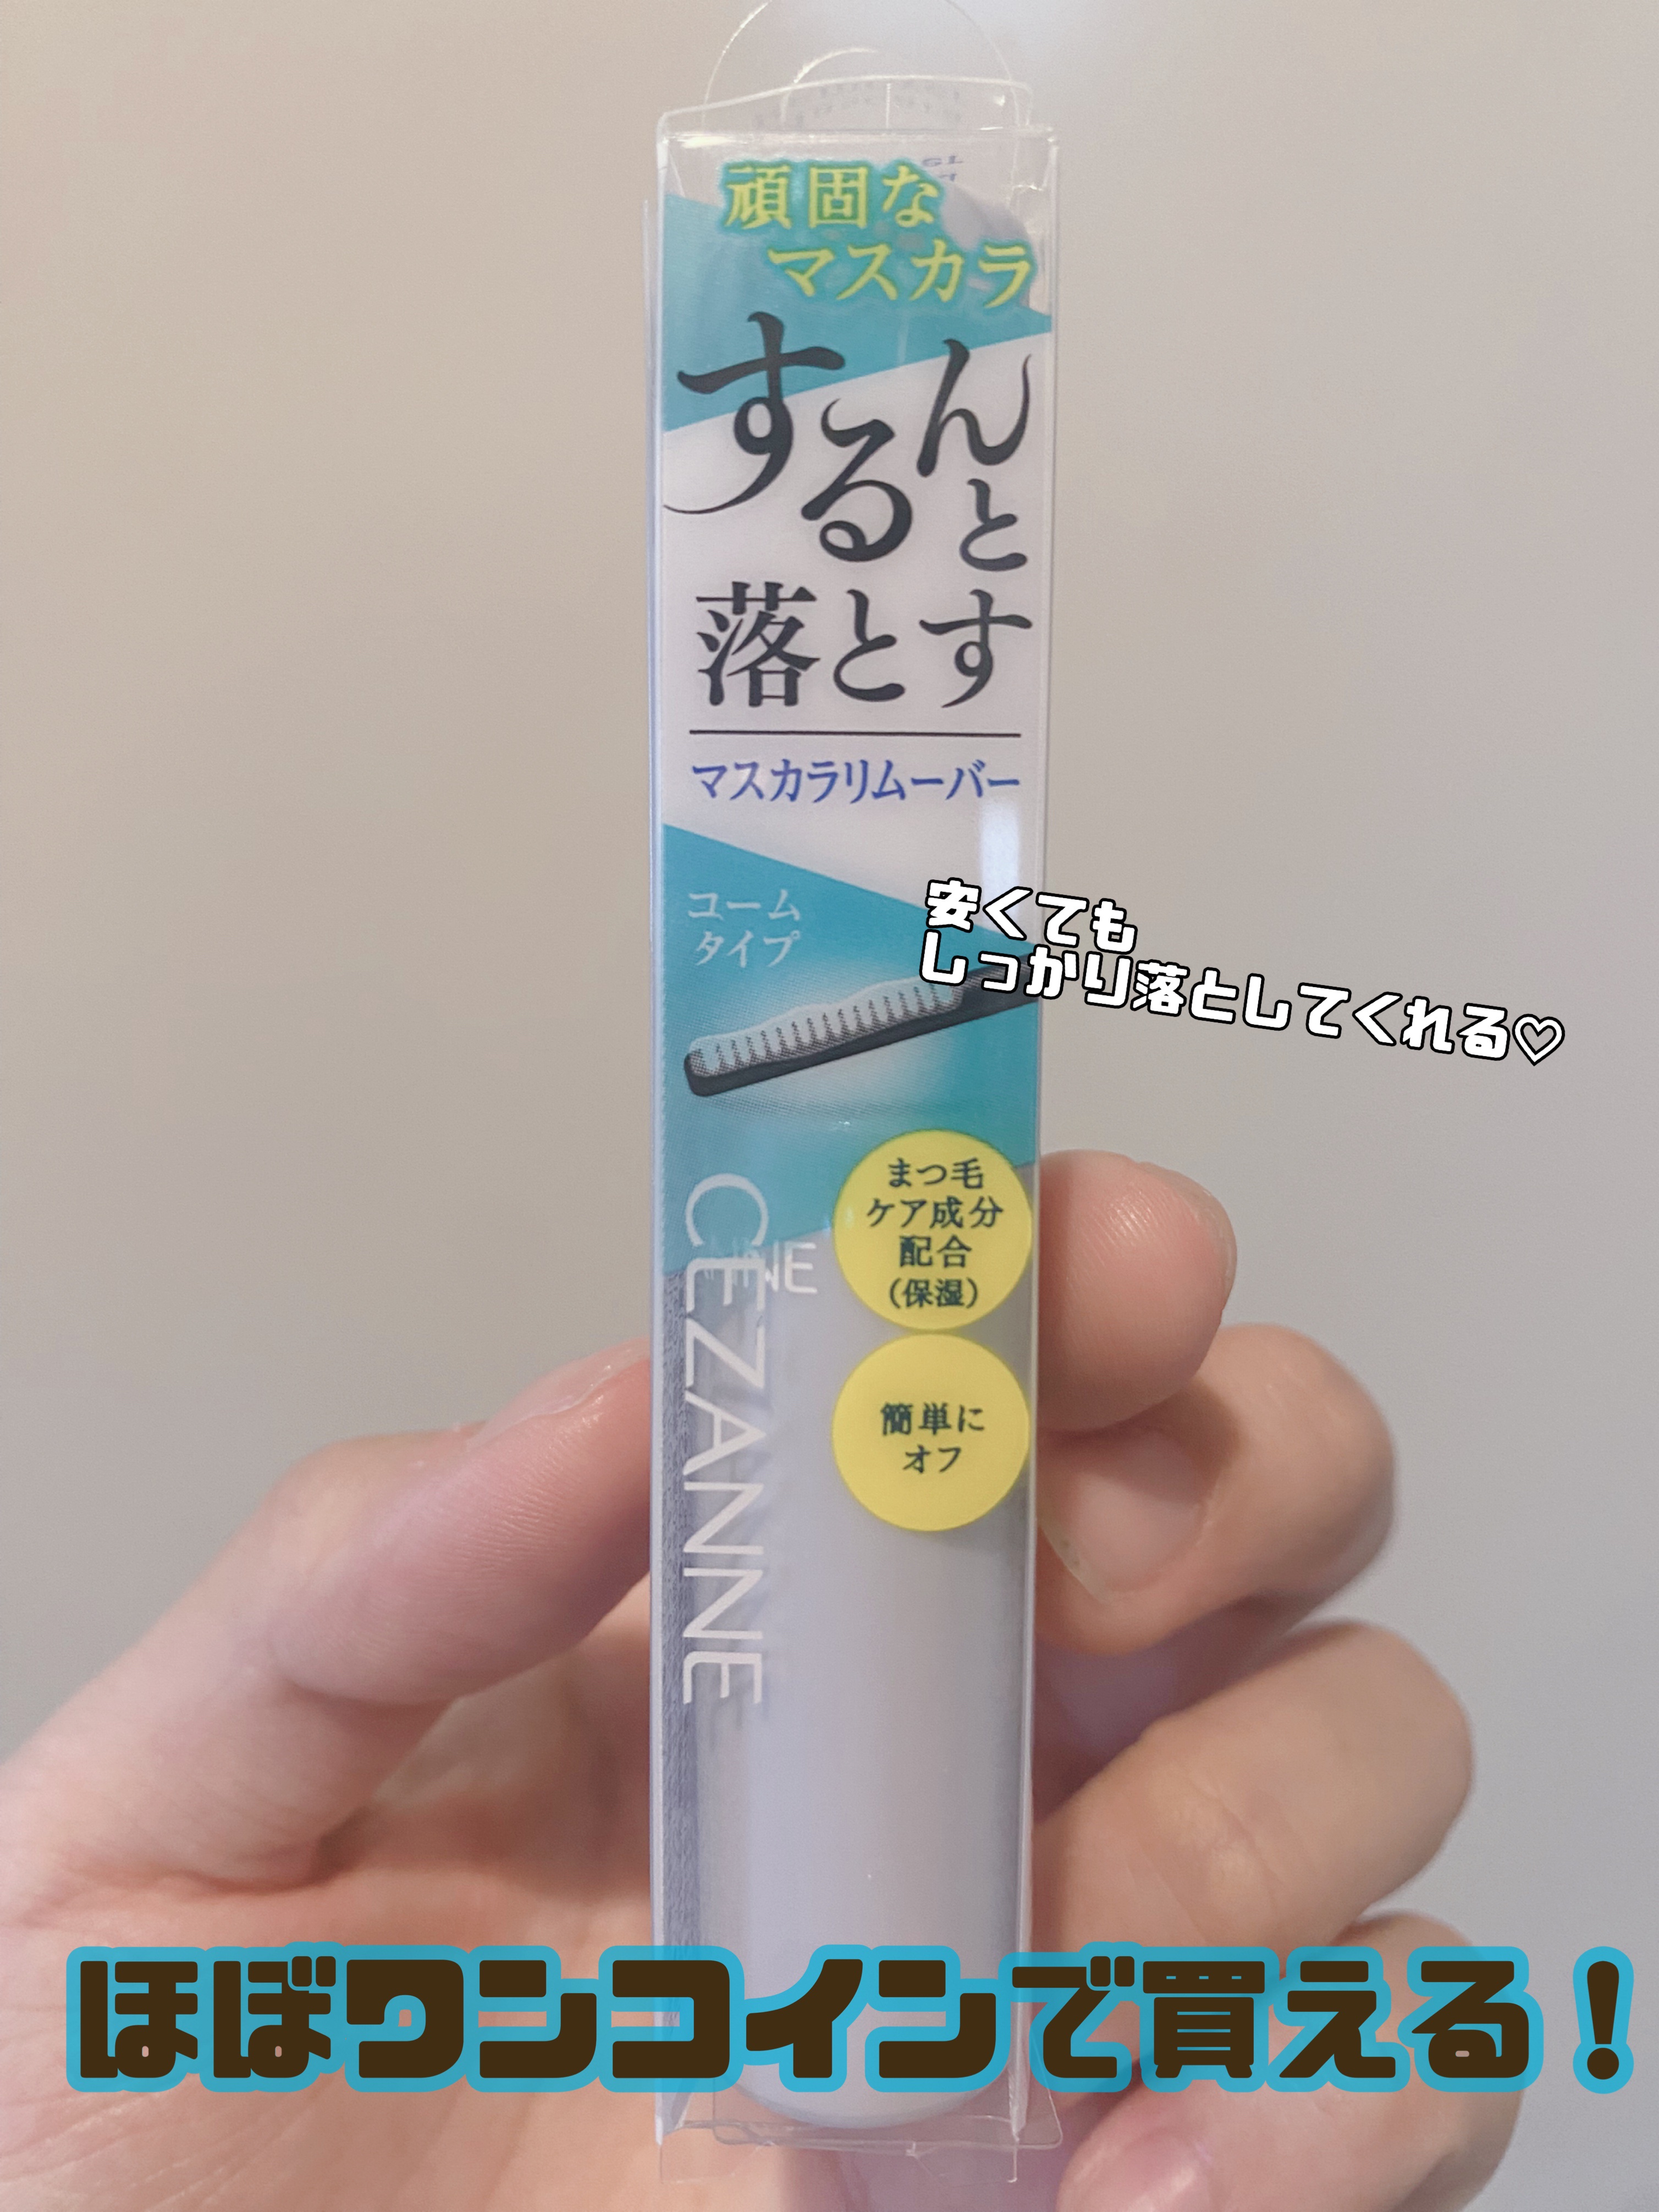 頑固な
マスカラ
するんと
落とす
マスカラリムーバー
コーム
タイプ
安くても
しっかり落としてくれる♡
まつ毛
ケア成分
配合
(保湿)
簡単に
オフ
CEZANNE
ほぼワンコインで買える!